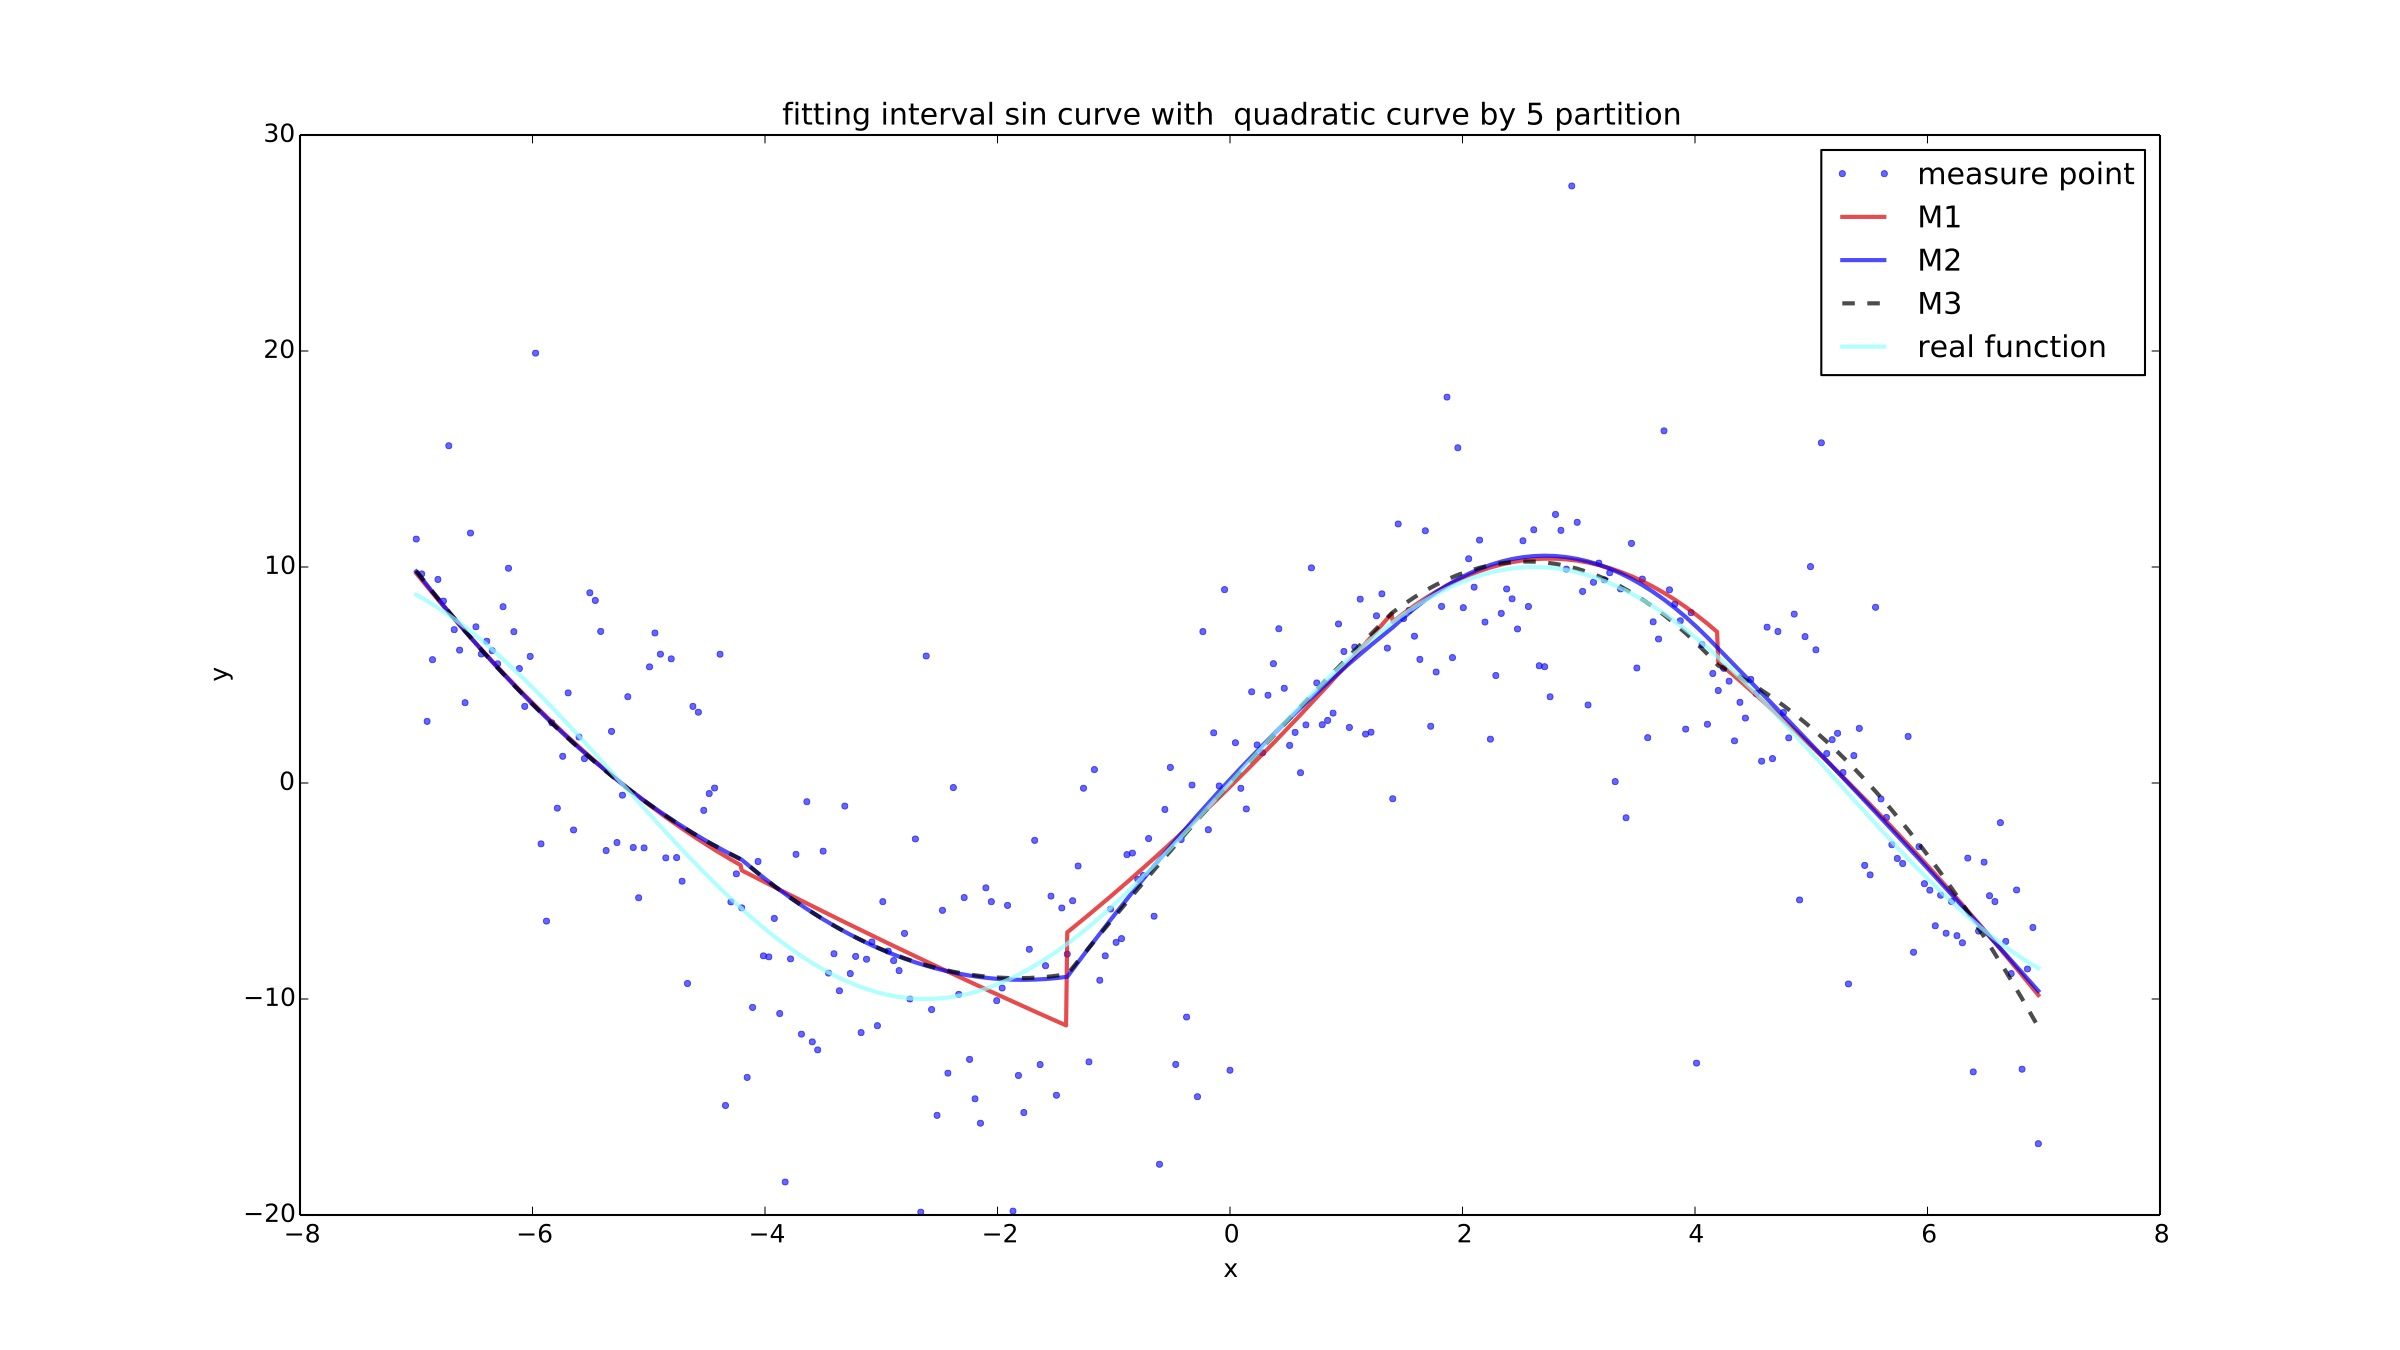 fitting interval sin curve with  quadratic curve by 5 partition
30
20
10
0
−10
−20
y
measure point
M1
M2
M3
real function
−8 −6 −4 −2 0 2 4 6 8
x